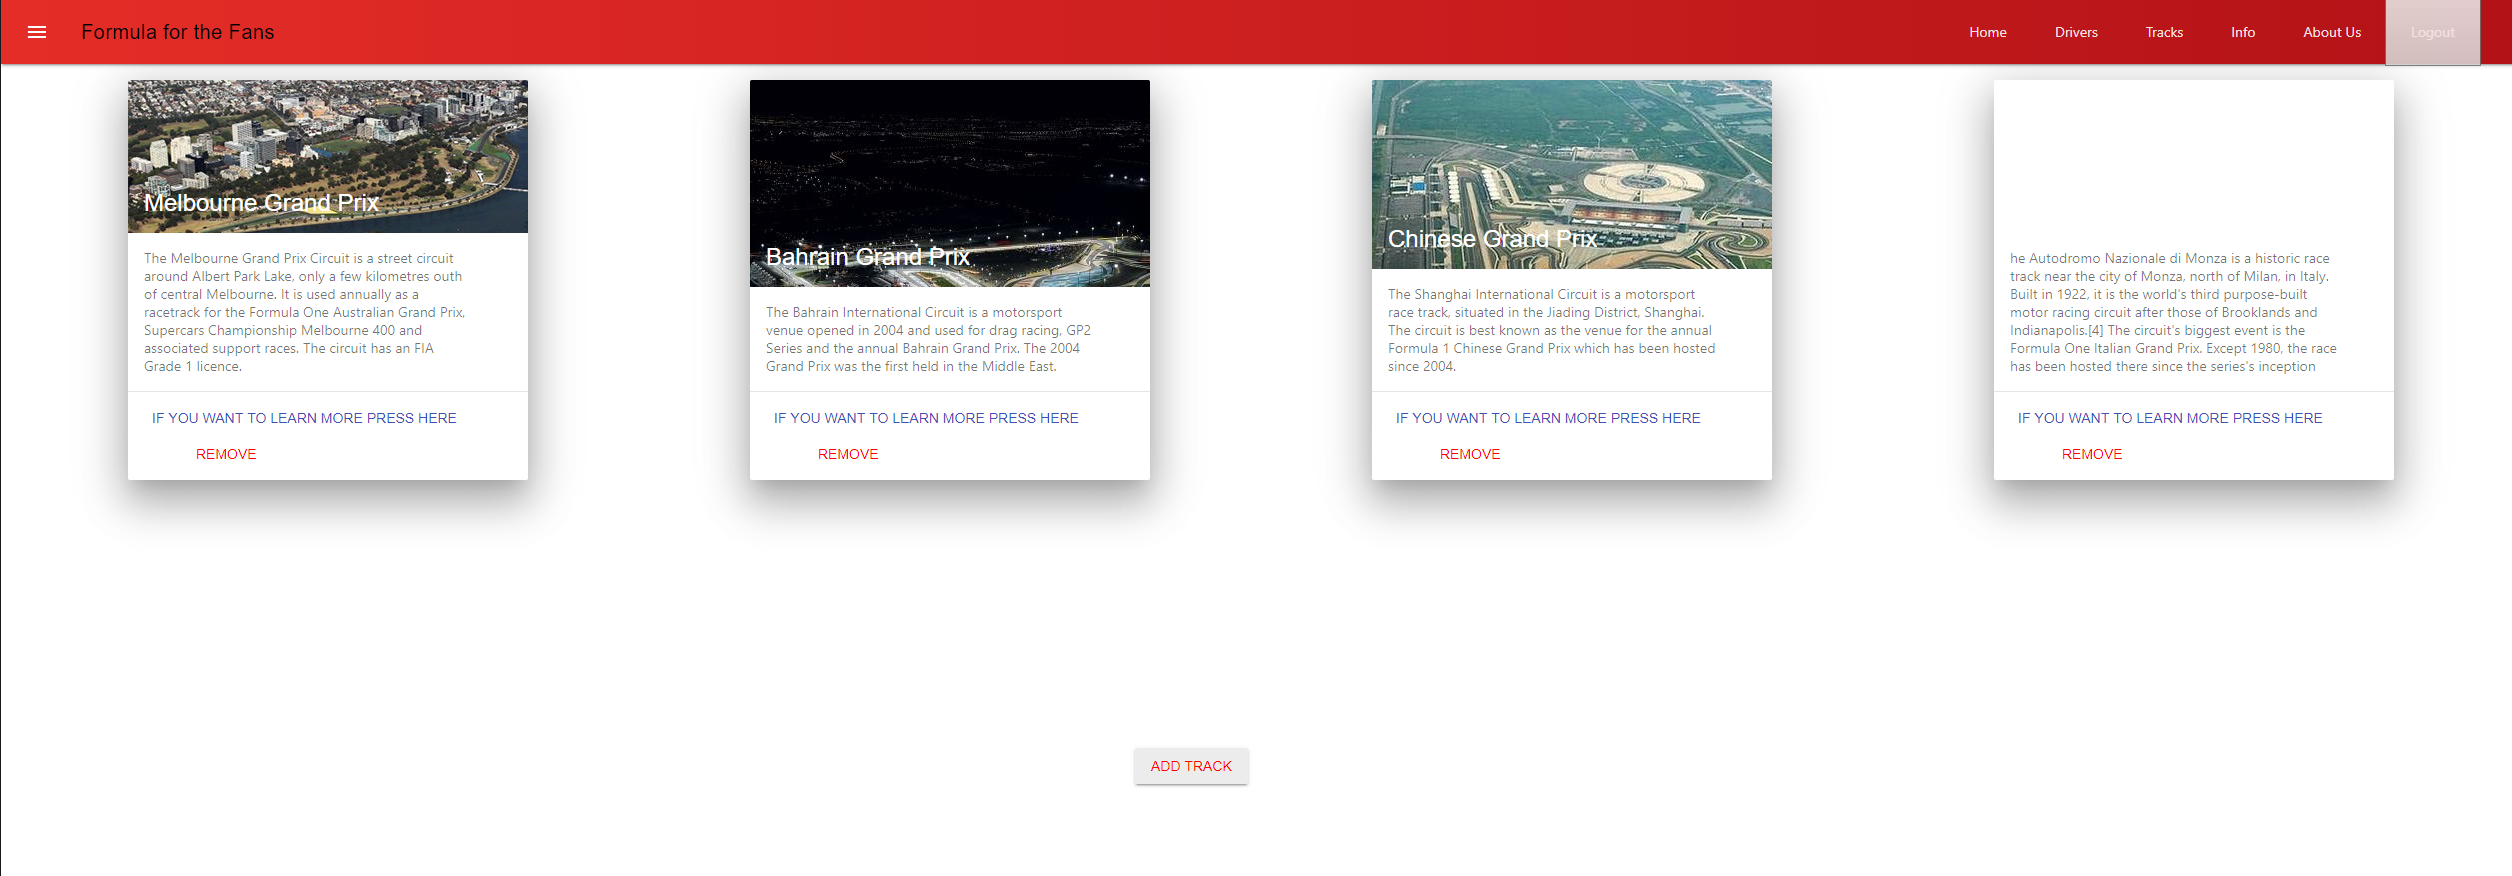 Formula for the Fans
Home
Drivers
Tracks
Info
About Us
Logout
Melbourne Grand Prix
The Melbourne Grand Prix Circuit is a street circuit
around Albert Park Lake, only a few kilometres outh
of central Melbourne. It is used annually as a
racetrack for the Formula One Australian Grand Prix,
Supercars Championship Melbourne 400 and
associated support races. The circuit has an FIA
Grade 1 licence.
IF YOU WANT TO LEARN MORE PRESS HERE
REMOVE
Bahrain Grand Prix
The Bahrain International Circuit is a motorsport
venue opened in 2004 and used for drag racing, GP2
Series and the annual Bahrain Grand Prix. The 2004
Grand Prix was the first held in the Middle East.
IF YOU WANT TO LEARN MORE PRESS HERE
REMOVE
Chinese Grand Prix
The Shanghai International Circuit is a motorsport
race track, situated in the Jiading District, Shanghai.
The circuit is best known as the venue for the annual
Formula 1 Chinese Grand Prix which has been hosted
since 2004.
IF YOU WANT TO LEARN MORE PRESS HERE
REMOVE
he Autodromo Nazionale di Monza is a historic race
track near the city of Monza, north of Milan, in Italy.
Built in 1922, it is the world's third purpose-built
motor racing circuit after those of Brooklands and
Indianapolis.[4] The circuit's biggest event is the
Formula One Italian Grand Prix. Except 1980, the race
has been hosted there since the series's inception
IF YOU WANT TO LEARN MORE PRESS HERE
REMOVE
ADD TRACK